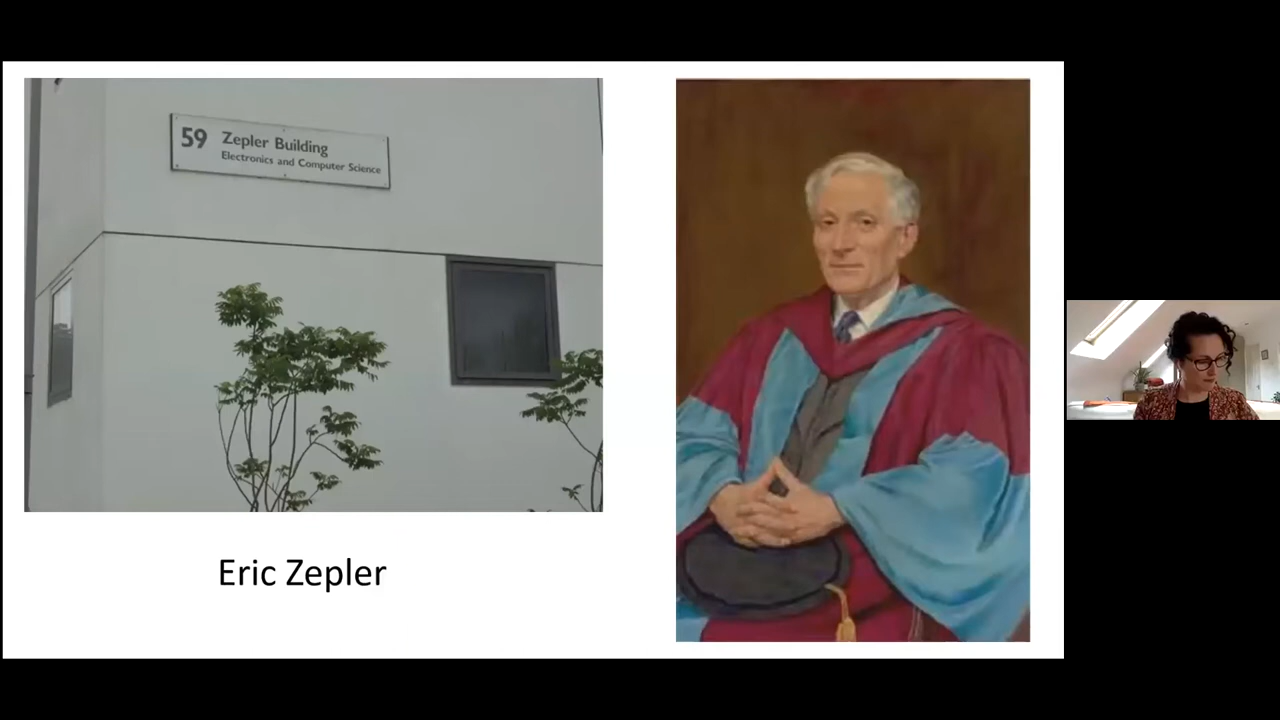 59 Zepler Building
Electronics and Computer Science
Eric Zepler